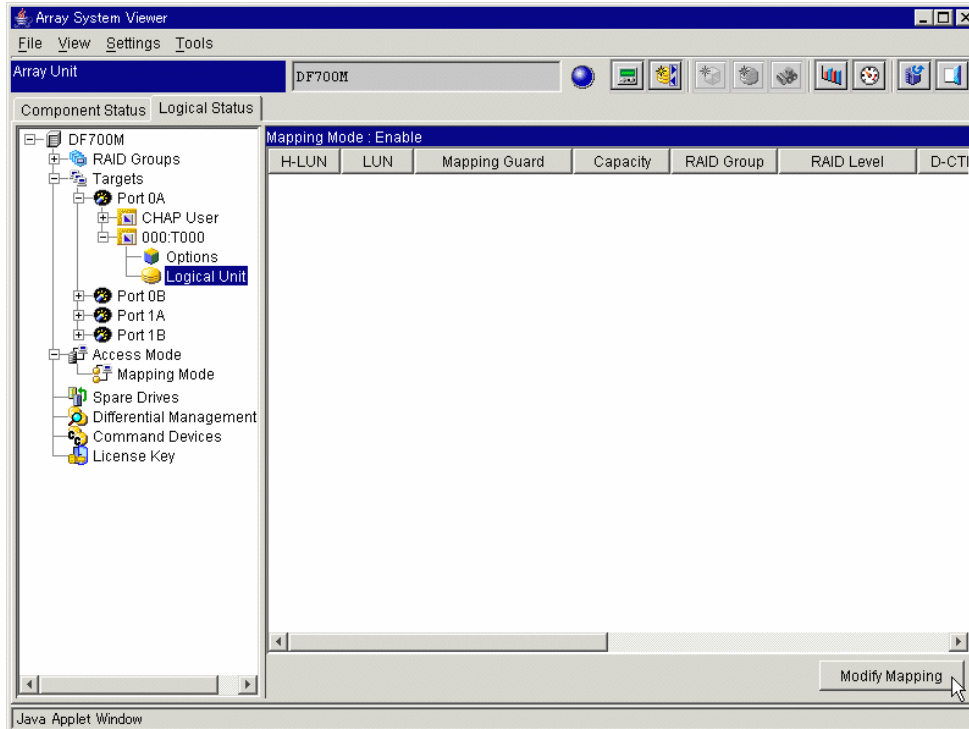 Array System Viewer
File View Settings Tools
Array Unit
DF700M
Component Status Logical Status
DF700M
RAID Groups
Targets
Port 0A
CHAP User
000:T000
Options
Logical Unit
Port 0B
Port 1A
Port 1B
Access Mode
Mapping Mode
Spare Drives
Differential Management
Command Devices
License Key
Mapping Mode : Enable
H-LUN LUN Mapping Guard Capacity RAID Group RAID Level D-CTL
Modify Mapping
Java Applet Window